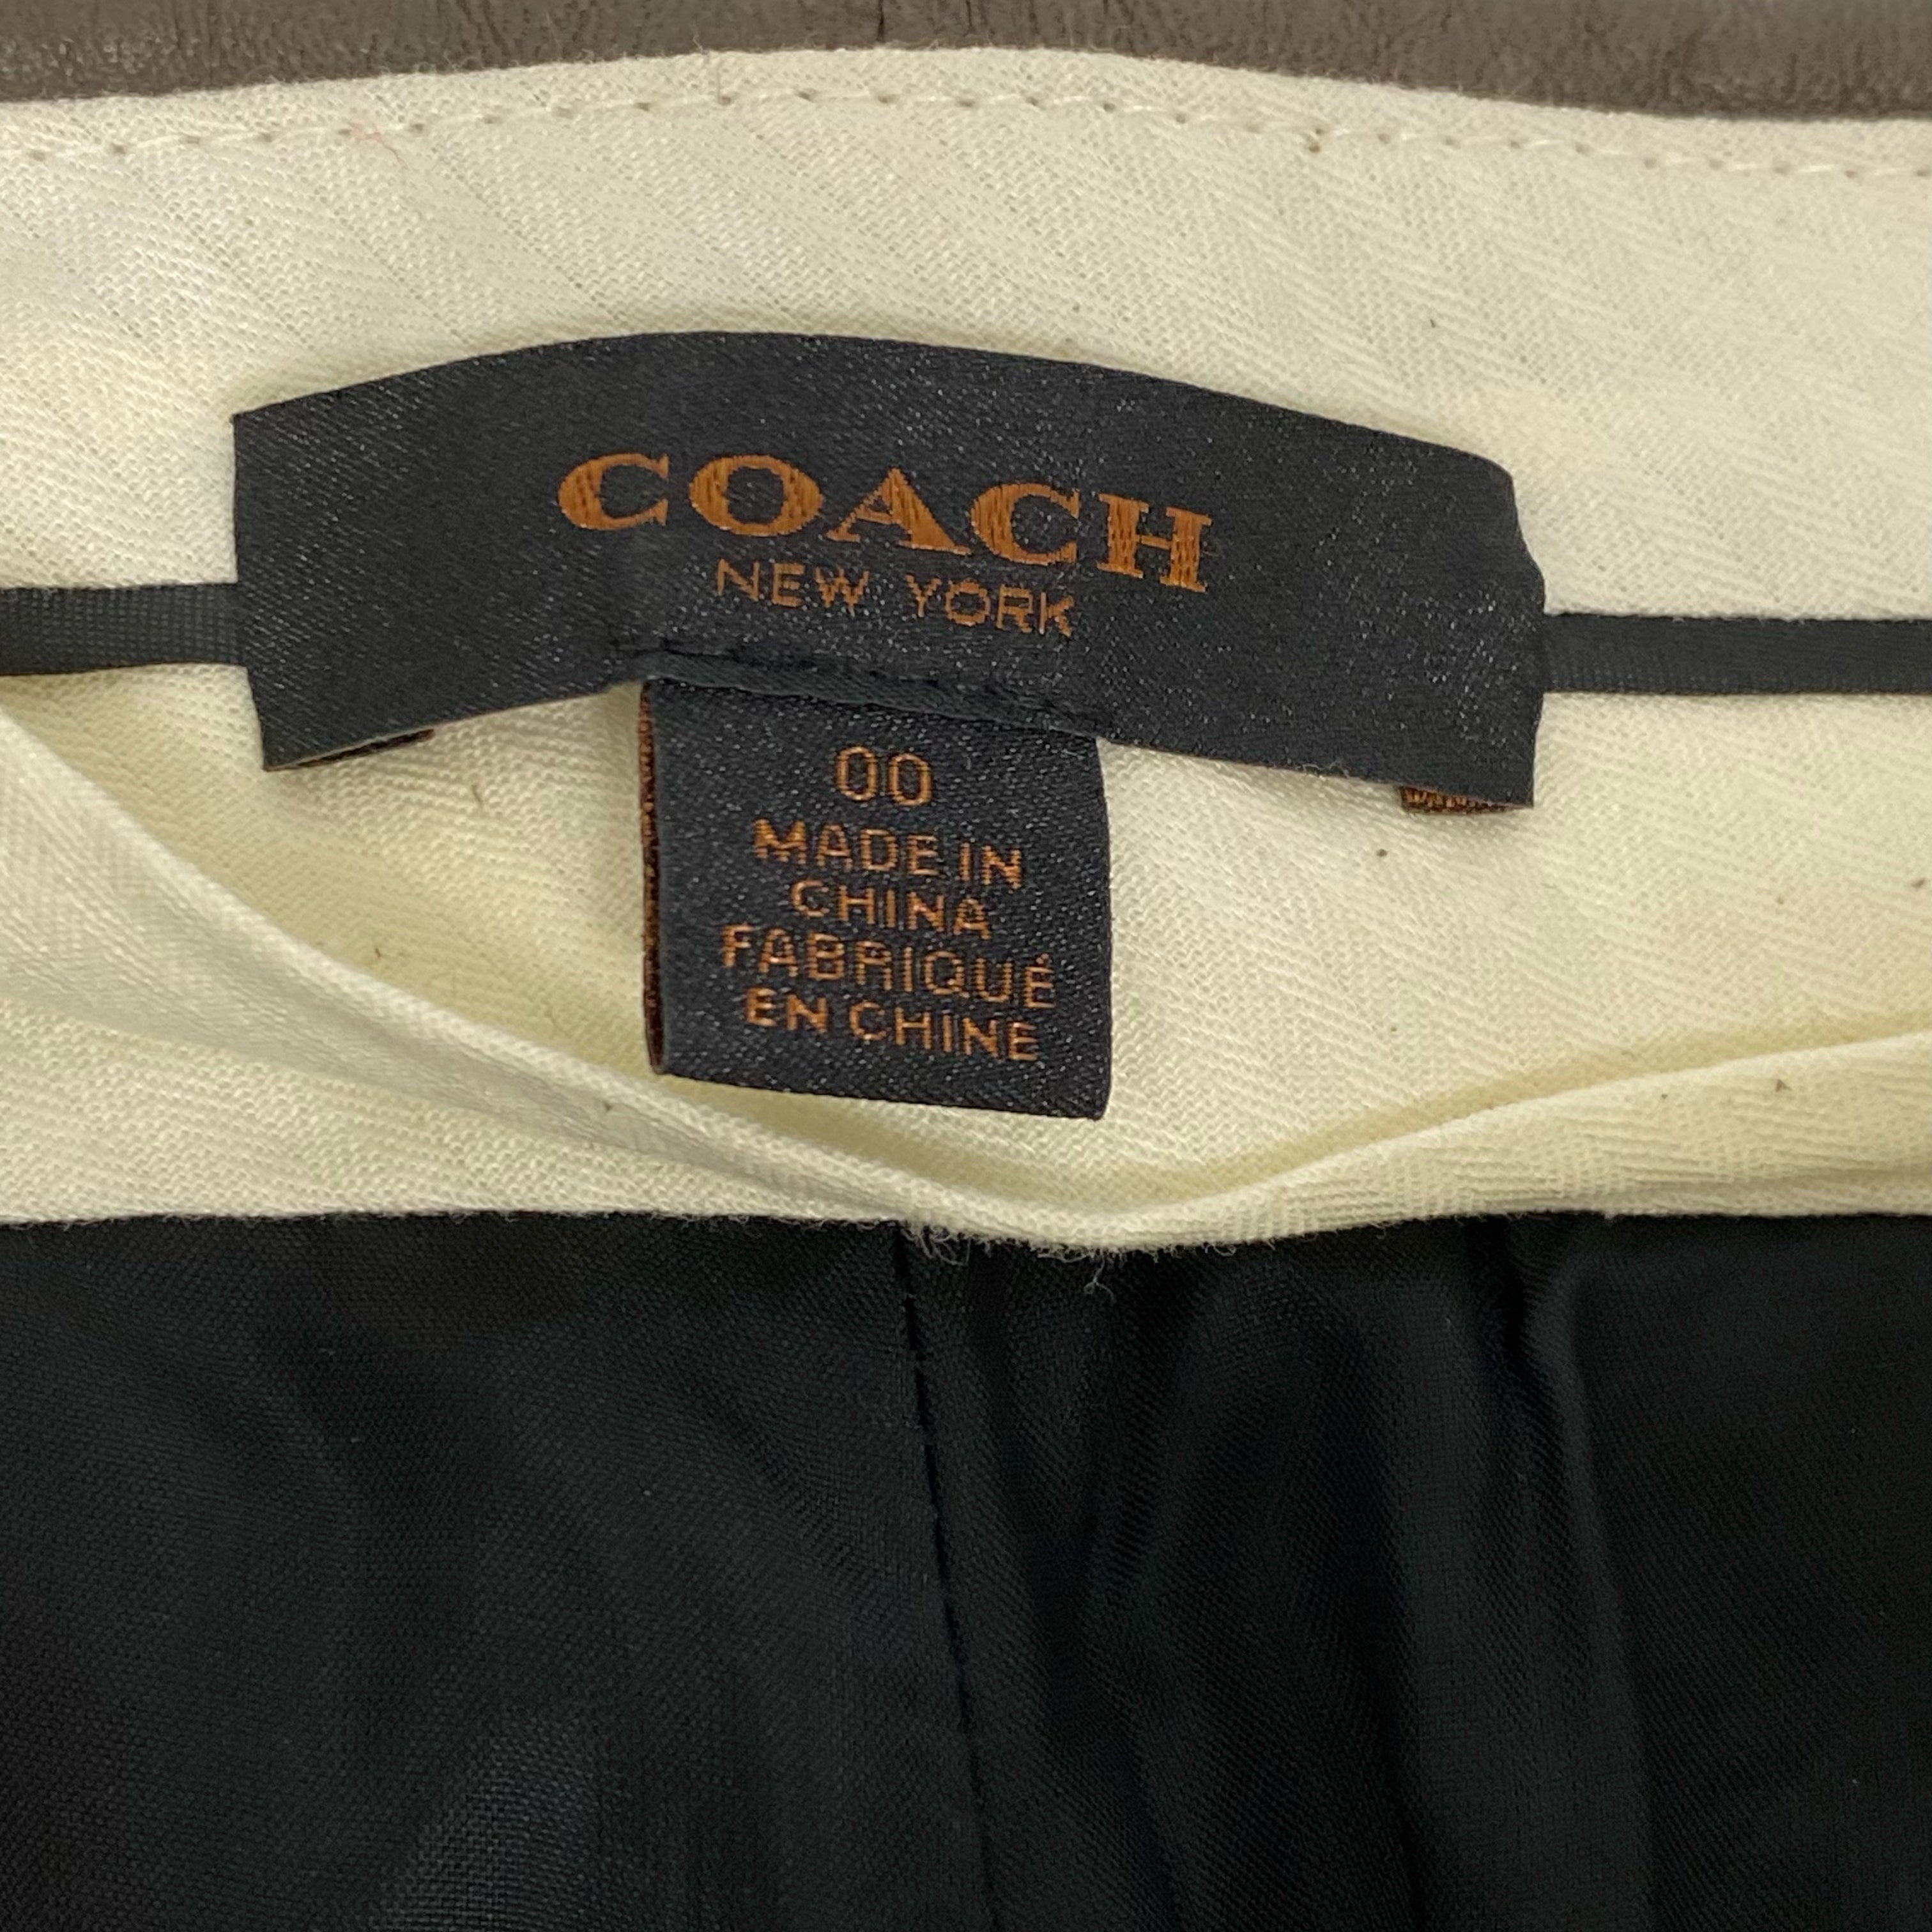 COACH
NEW YORK
00
MADE IN
CHINA
FABRIQUÉ
EN CHINE